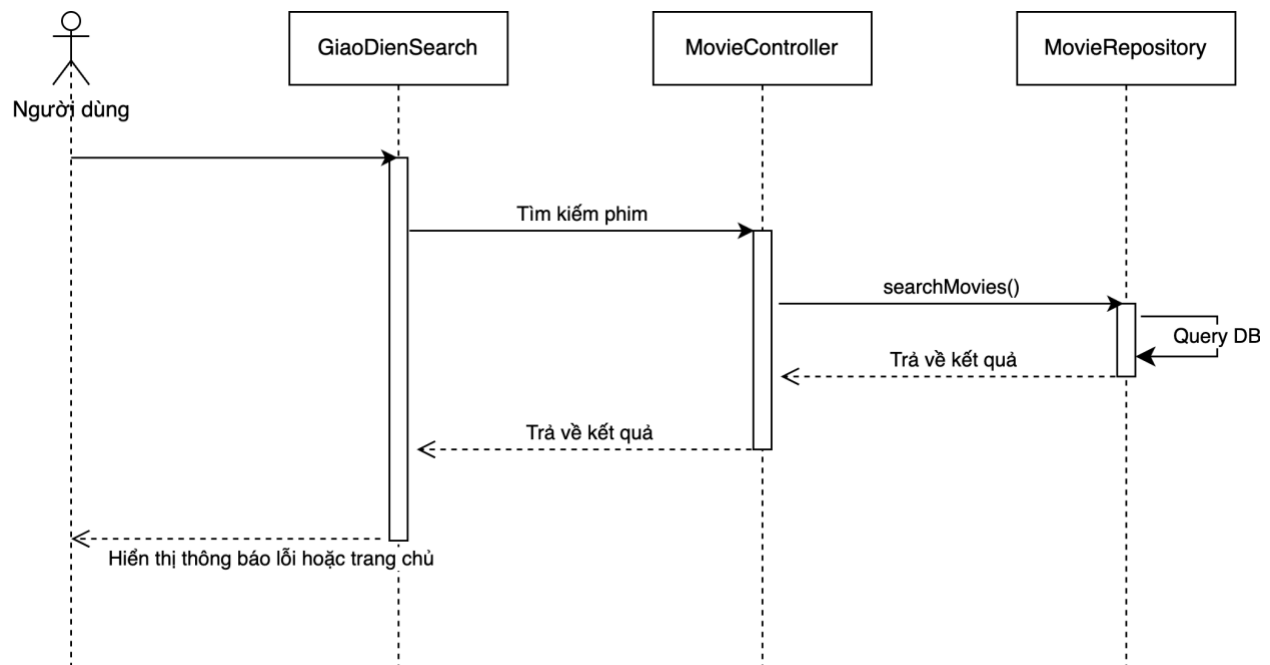 Người dùng
GiaoDienSearch
MovieController
MovieRepository
Tìm kiếm phim
searchMovies()
Query DB
Trả về kết quả
Trả về kết quả
Hiển thị thông báo lỗi hoặc trang chủ